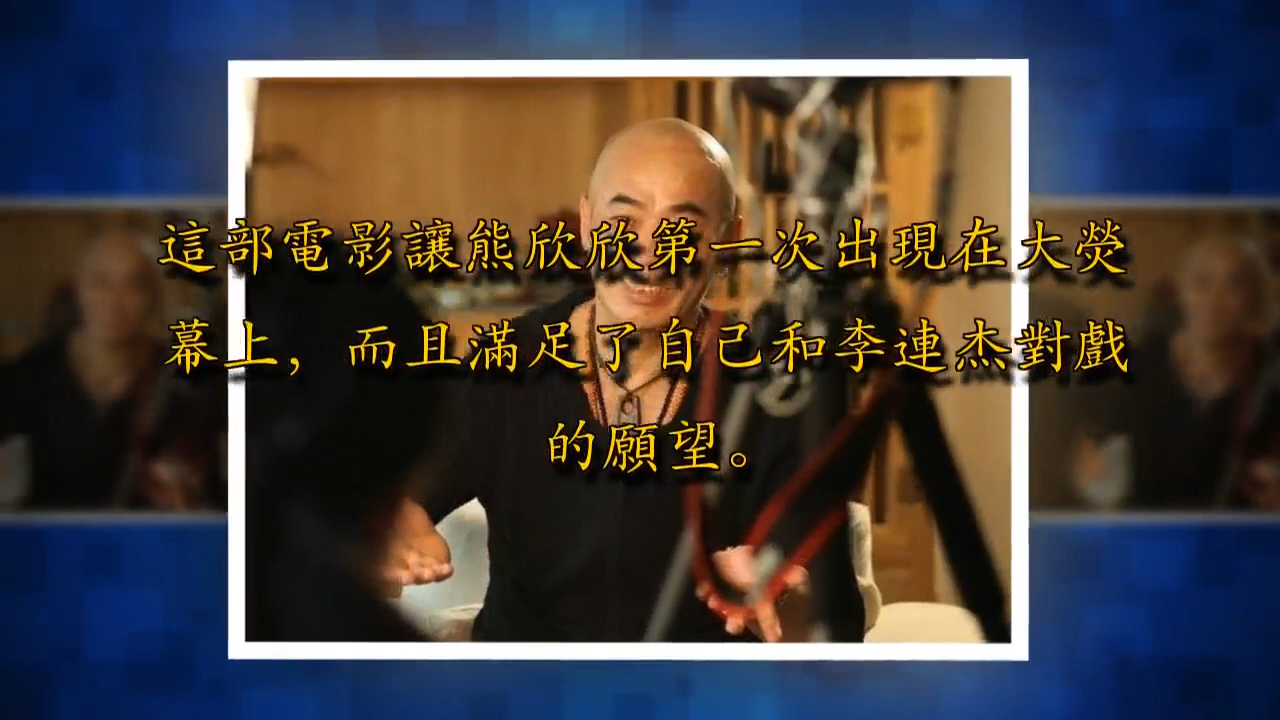 這部電影讓熊欣欣第一次出現在大熒
幕上，而且滿足了自己和李連杰對戲
的願望。